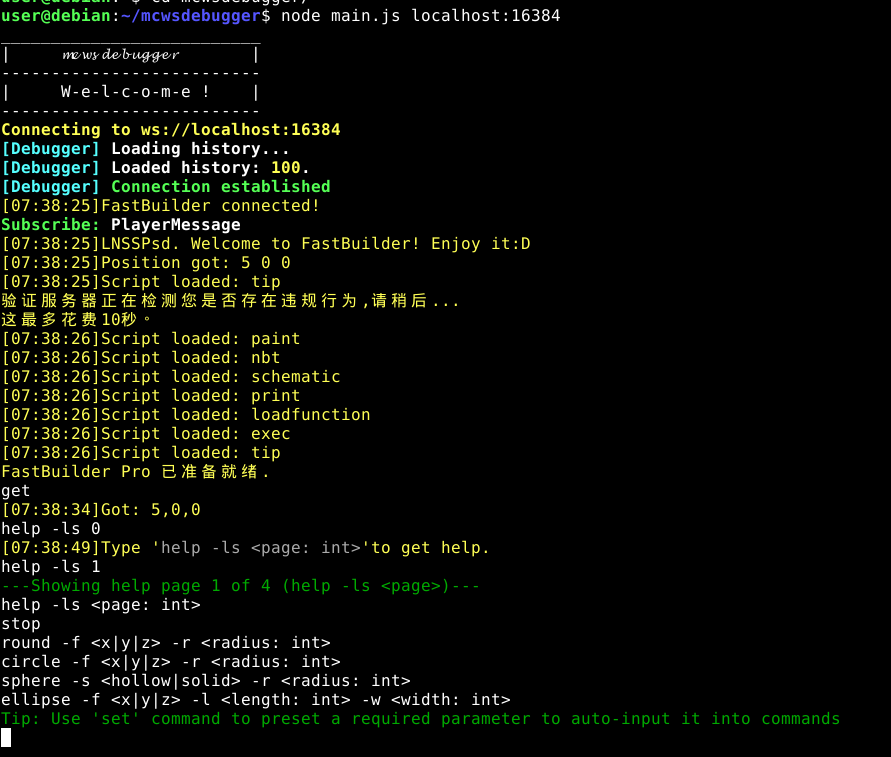 user@debian:~/mcwsdebugger$ node main.js localhost:16384
__________________________
|     mcwsdebugger       |
--------------------------
|     W-e-l-c-o-m-e !    |
--------------------------
Connecting to ws://localhost:16384
[Debugger] Loading history...
[Debugger] Loaded history: 100.
[Debugger] Connection established
[07:38:25]FastBuilder connected!
Subscribe: PlayerMessage
[07:38:25]LNSSPsd. Welcome to FastBuilder! Enjoy it:D
[07:38:25]Position got: 5 0 0
[07:38:25]Script loaded: tip
验证服务器正在检测您是否存在违规行为,请稍后...
这最多花费10秒。
[07:38:26]Script loaded: paint
[07:38:26]Script loaded: nbt
[07:38:26]Script loaded: schematic
[07:38:26]Script loaded: print
[07:38:26]Script loaded: loadfunction
[07:38:26]Script loaded: exec
[07:38:26]Script loaded: tip
FastBuilder Pro 已准备就绪.
get
[07:38:34]Got: 5,0,0
help -ls 0
[07:38:49]Type 'help -ls <page: int>'to get help.
help -ls 1
---Showing help page 1 of 4 (help -ls <page>)---
help -ls <page: int>
stop
round -f <x|y|z> -r <radius: int>
circle -f <x|y|z> -r <radius: int>
sphere -s <hollow|solid> -r <radius: int>
ellipse -f <x|y|z> -l <length: int> -w <width: int>
Tip: Use 'set' command to preset a required parameter to auto-input it into commands